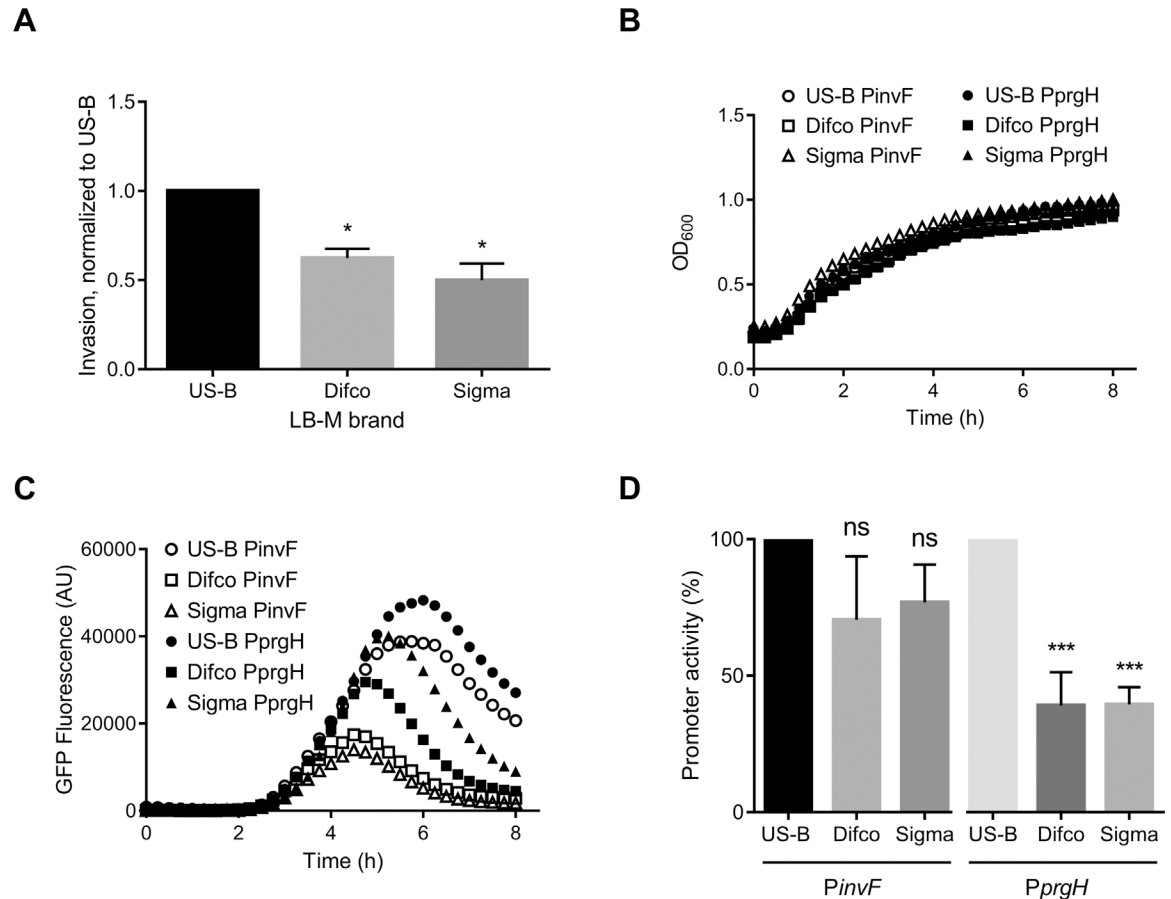 A
Invasion, normalized to US-B
1.5
1.0
0.5
0.0
*
*
US-B Difco Sigma
LB-M brand
B
US-B PinvF US-B PprgH
Difco PinvF Difco PprgH
Sigma PinvF Sigma PprgH
OD600
1.5
1.0
0.5
0.0
0 2 4 6 8
Time (h)
C
GFP Fluorescence (AU)
60000
40000
20000
0
US-B PinvF
Difco PinvF
Sigma PinvF
US-B PprgH
Difco PprgH
Sigma PprgH
0 2 4 6 8
Time (h)
D
Promoter activity (%)
100
50
0
ns ns
*** ***
US-B Difco Sigma US-B Difco Sigma
PinvF PprgH